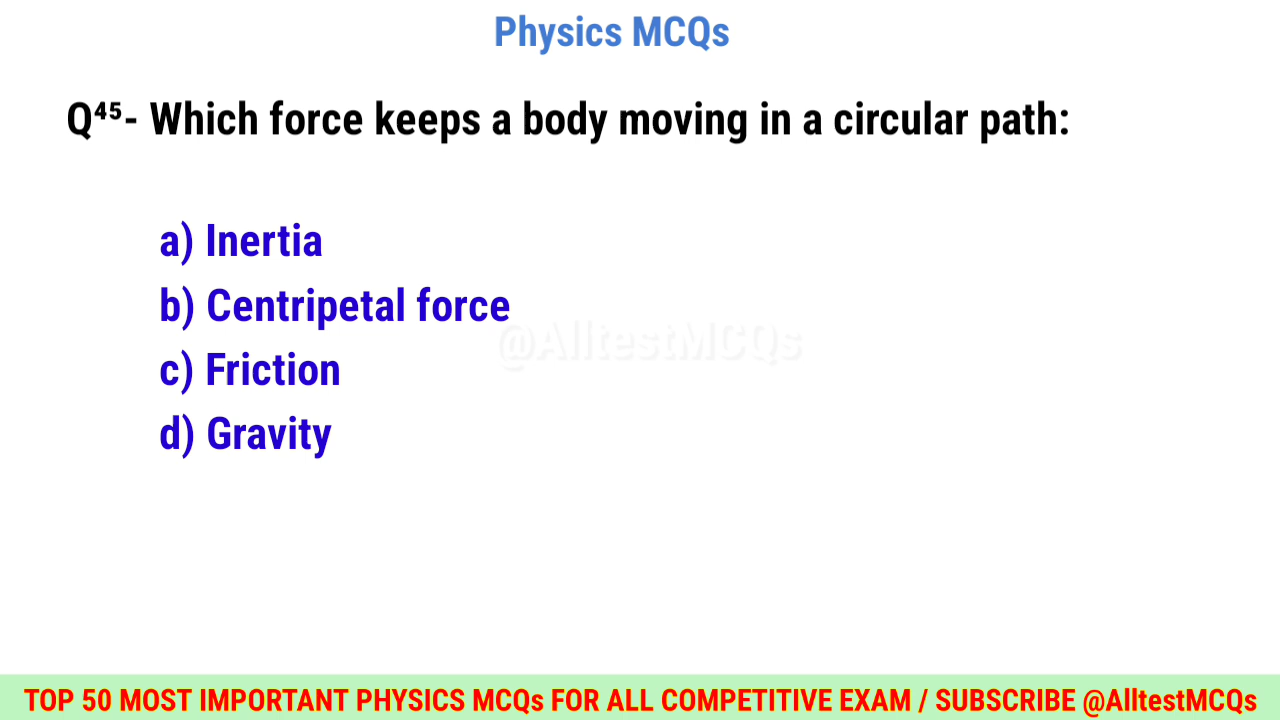 Physics MCQs
Q⁴⁵- Which force keeps a body moving in a circular path:
a) Inertia
b) Centripetal force
@AlltestMCQs
c) Friction
d) Gravity
TOP 50 MOST IMPORTANT PHYSICS MCQs FOR ALL COMPETITIVE EXAM / SUBSCRIBE @AlltestMCQs